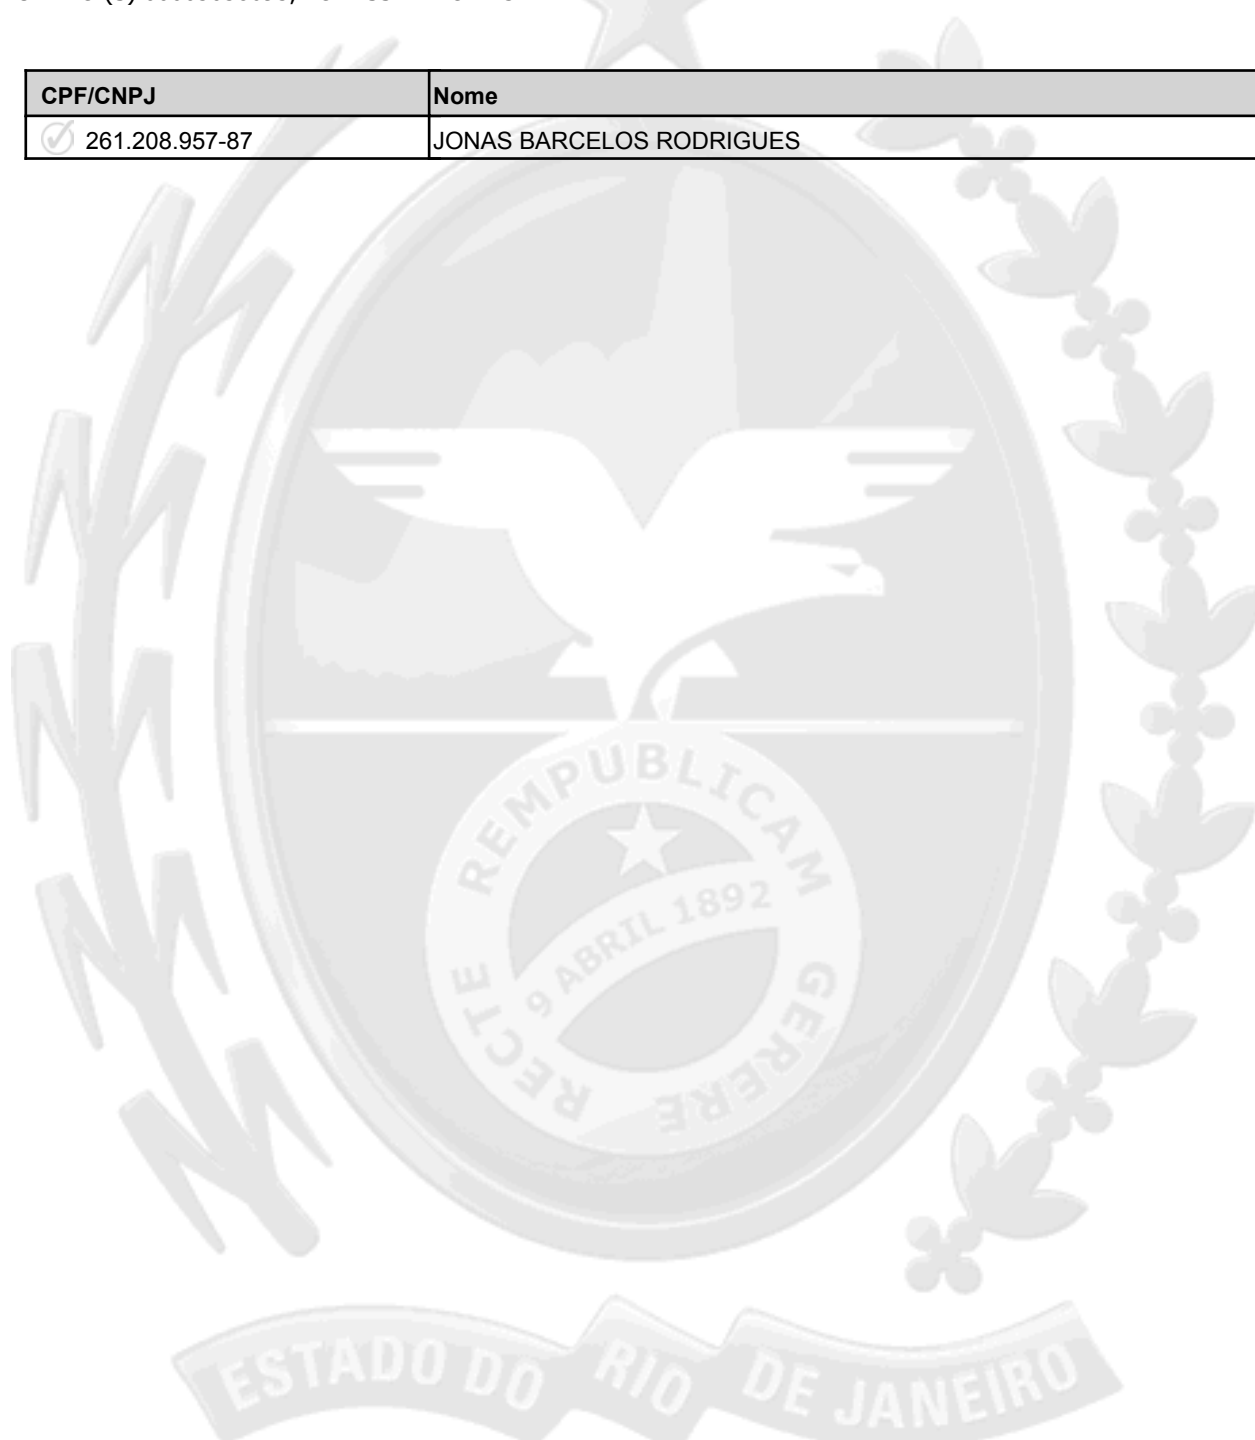 CPF/CNPJ Nome
261.208.957-87 JONAS BARCELOS RODRIGUES
RECTE REMPUBLICAM GERERE
9 ABRIL 1892
ESTADO DO RIO DE JANEIRO